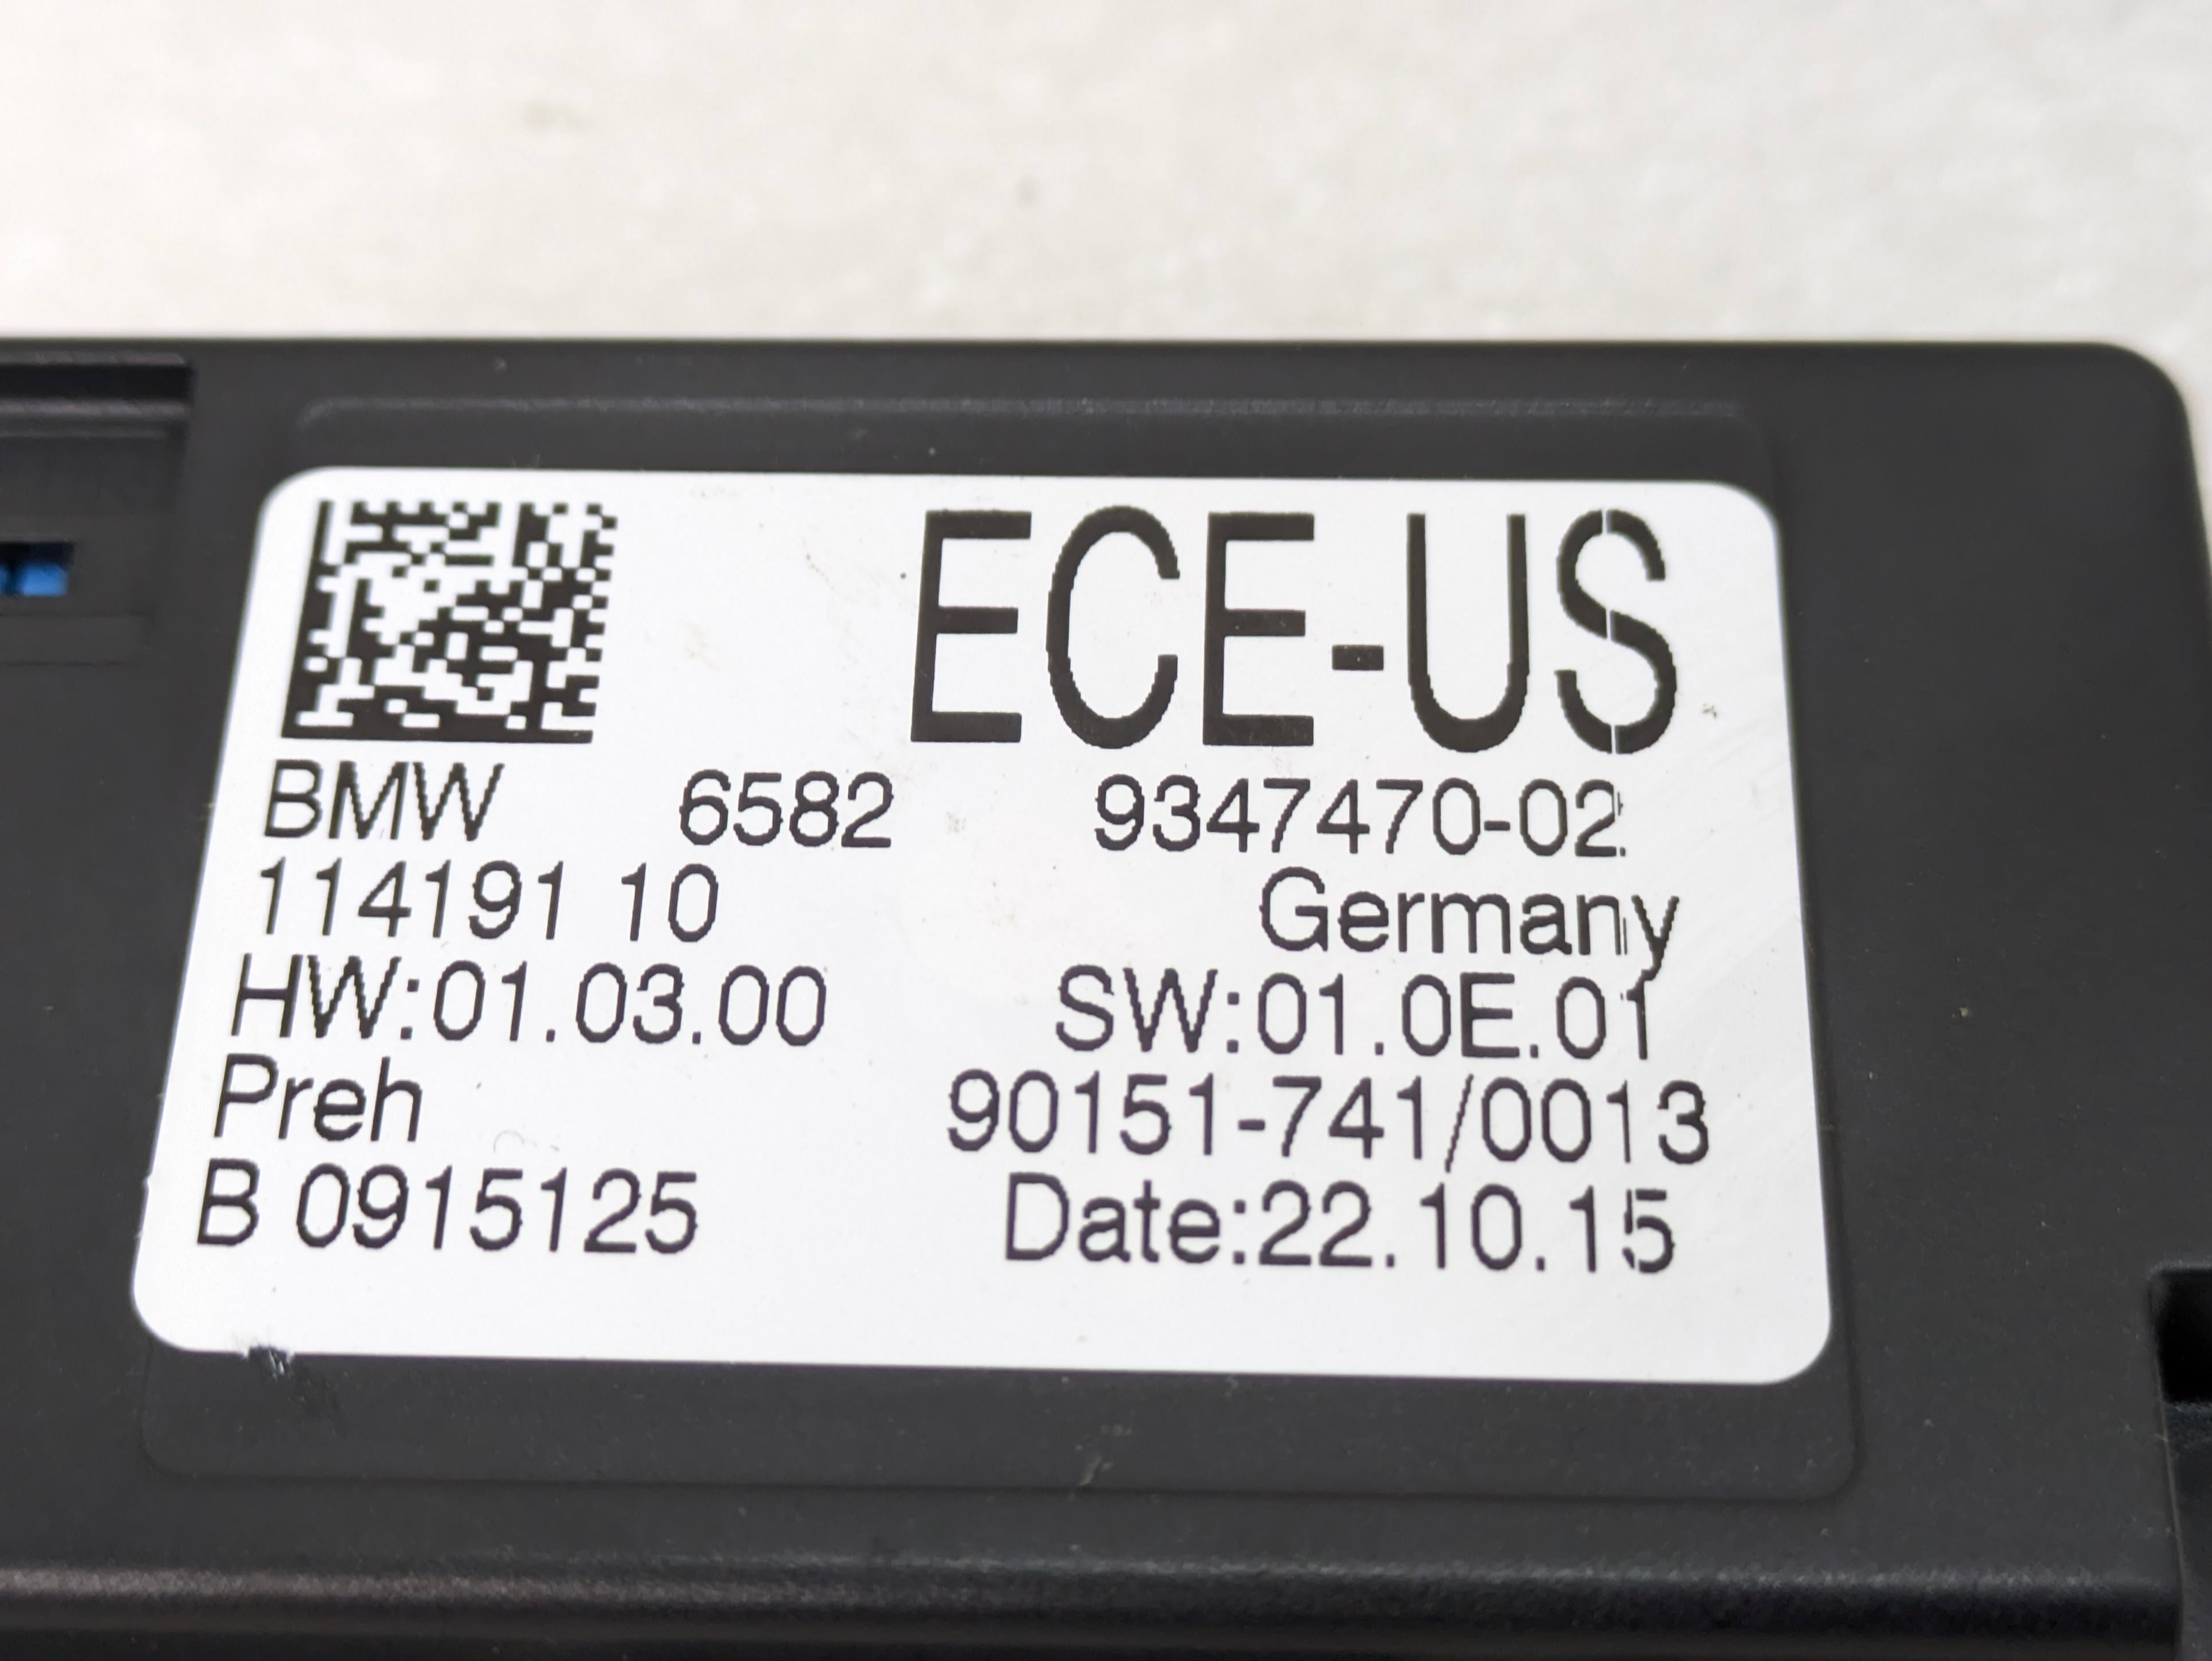 ECE-US
BMW 6582 9347470-02
114191 10 Germany
HW:01.03.00 SW:01.0E.01
Preh 90151-741/0013
B 0915125 Date:22.10.15